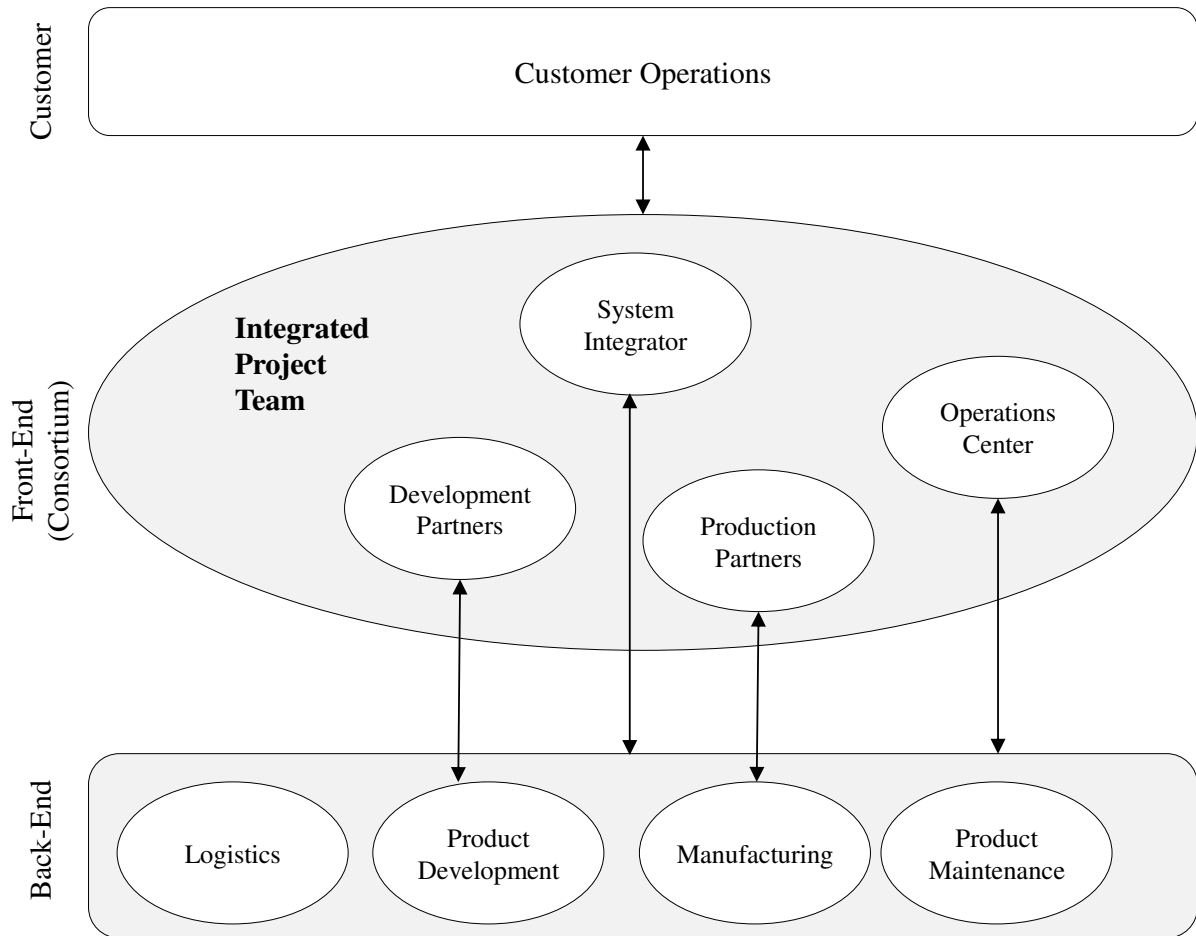 Customer
Customer Operations
Front-End
(Consortium)
Integrated
Project
Team
System
Integrator
Operations
Center
Development
Partners
Production
Partners
Back-End
Logistics
Product
Development
Manufacturing
Product
Maintenance